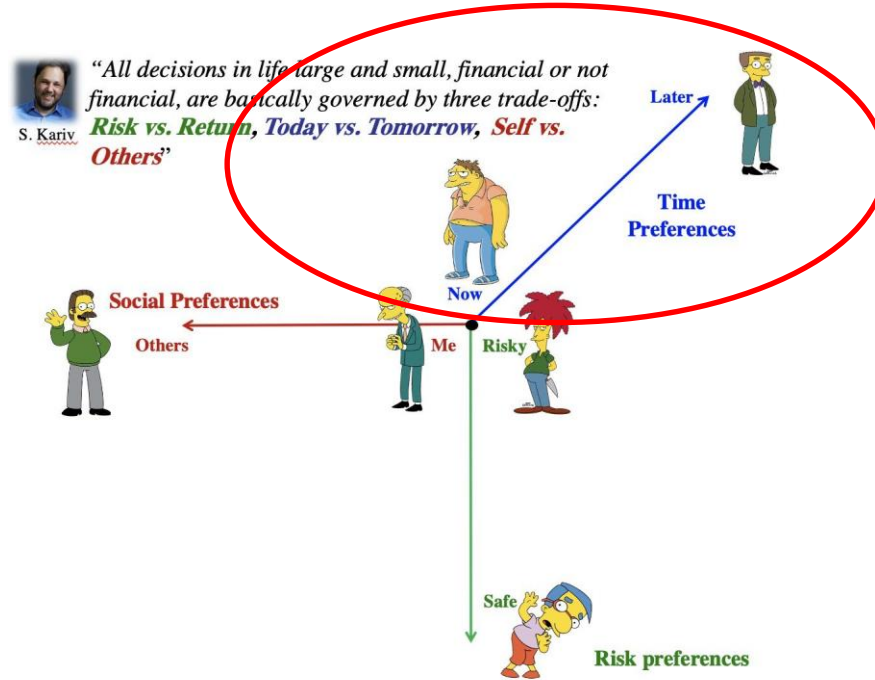 “All decisions in life large and small, financial or not
financial, are basically governed by three trade-offs:
Risk vs. Return, Today vs. Tomorrow, Self vs.
Others”
S. Kariv
Later
Time
Preferences
Now
Social Preferences
Others
Me
Risky
Safe
Risk preferences